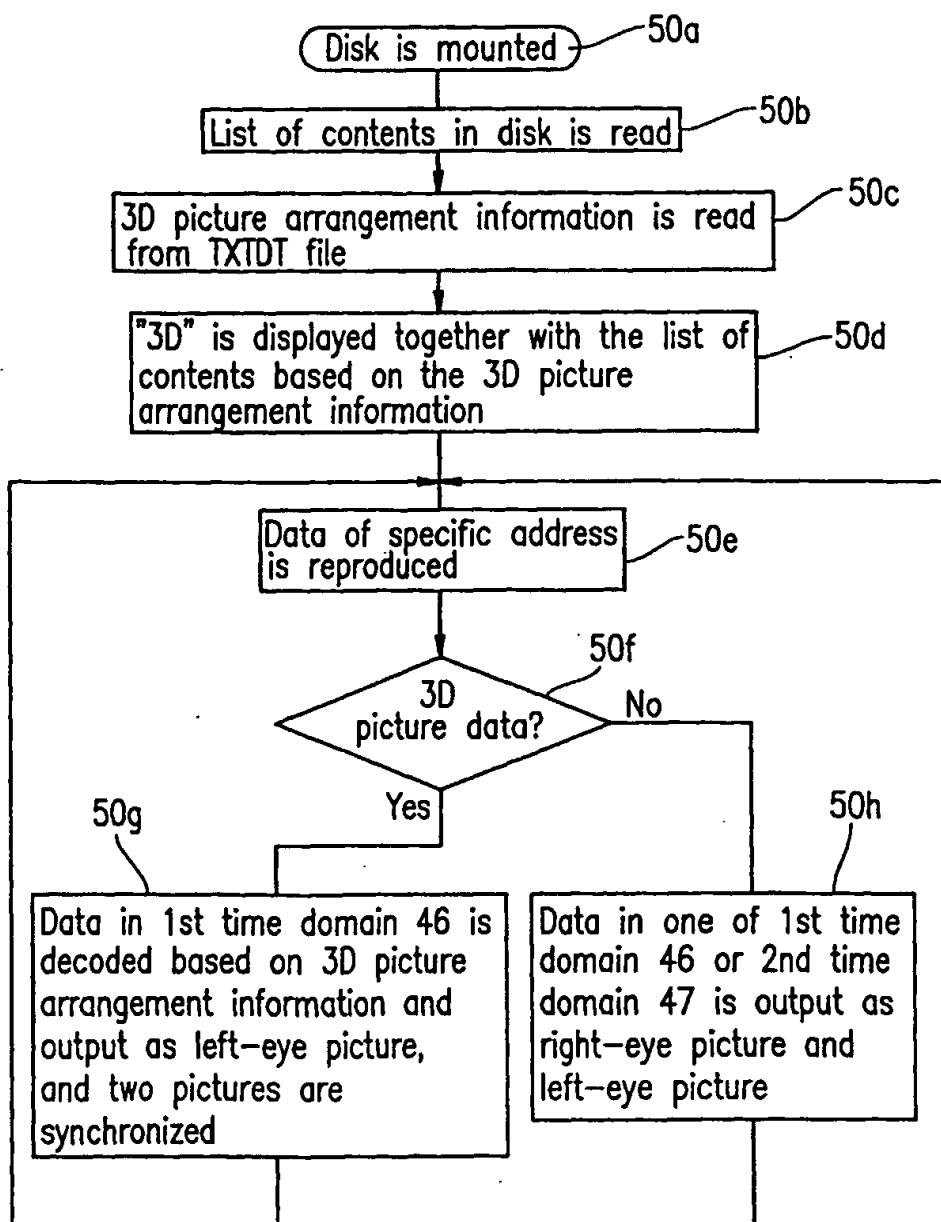 Disk is mounted
50a
List of contents in disk is read
50b
3D picture arrangement information is read
from TXTDT file
50c
"3D" is displayed together with the list of
contents based on the 3D picture
arrangement information
50d
Data of specific address
is reproduced
50e
3D
picture data?
50f
No
Yes
50g
Data in 1st time domain 46 is
decoded based on 3D picture
arrangement information and
output as left-eye picture,
and two pictures are
synchronized
50h
Data in one of 1st time
domain 46 or 2nd time
domain 47 is output as
right-eye picture and
left-eye picture